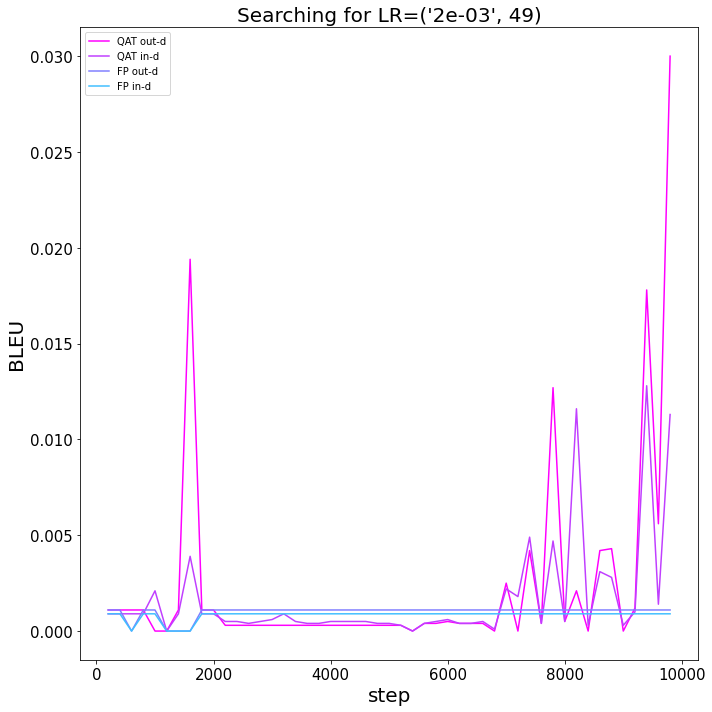 Searching for LR=('2e-03', 49)
QAT out-d
QAT in-d
FP out-d
FP in-d
0.030
0.025
0.020
0.015
0.010
0.005
0.000
BLEU
0 2000 4000 6000 8000 10000
step